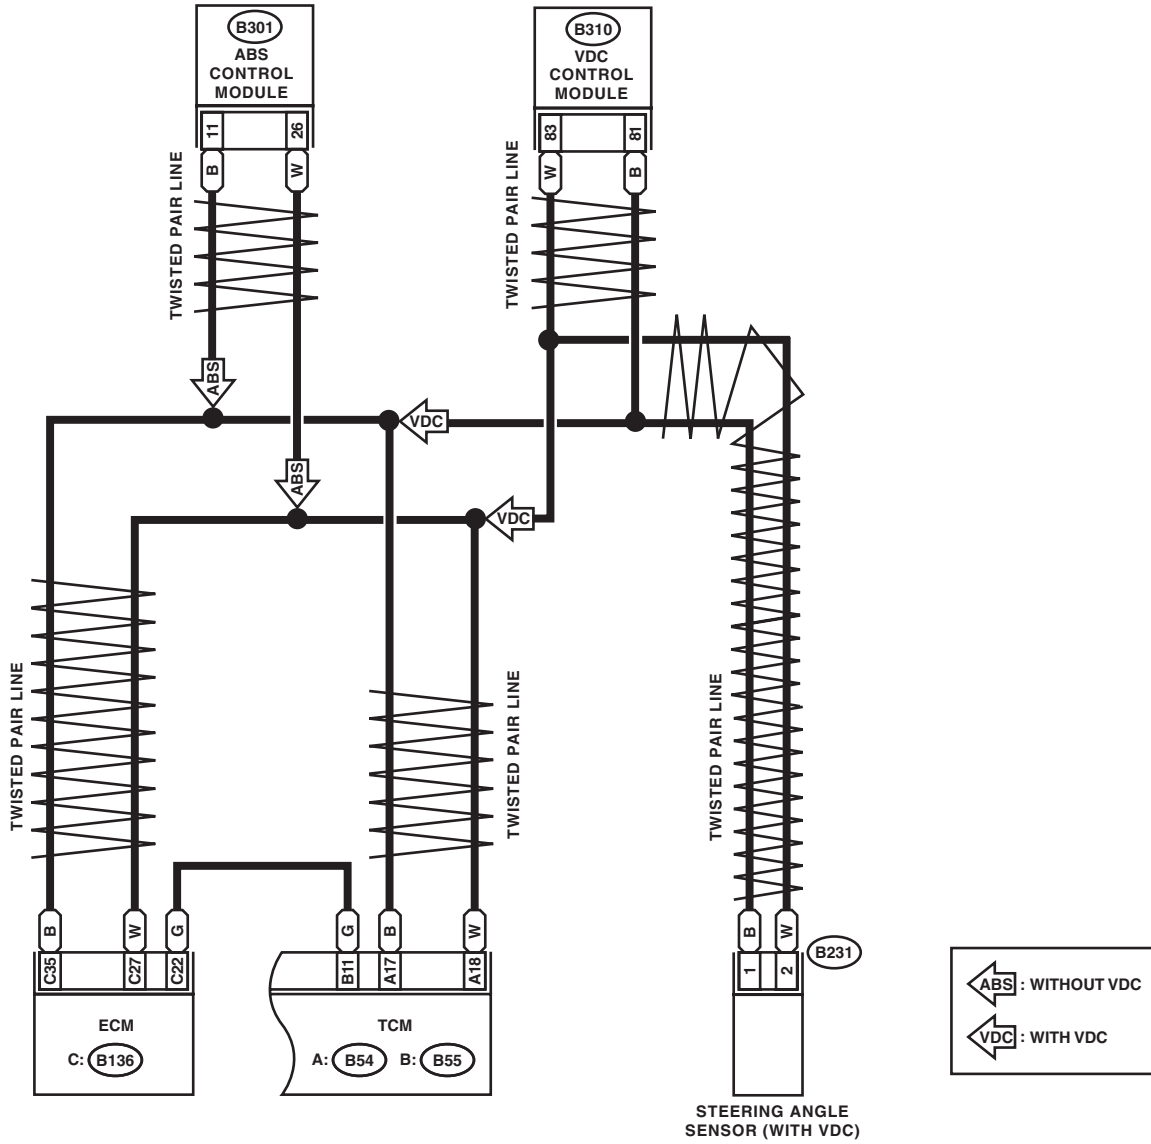 B301
ABS
CONTROL
MODULE
11
26
B
W
TWISTED PAIR LINE
B310
VDC
CONTROL
MODULE
83
81
W
B
TWISTED PAIR LINE
ABS
VDC
ABS
VDC
TWISTED PAIR LINE
TWISTED PAIR LINE
TWISTED PAIR LINE
B
W
G
G
B
W
B
W
C35
C27
C22
B11
A17
A18
1
2
B231
ECM
C: B136
TCM
A: B54 B: B55
STEERING ANGLE
SENSOR (WITH VDC)
ABS : WITHOUT VDC
VDC : WITH VDC